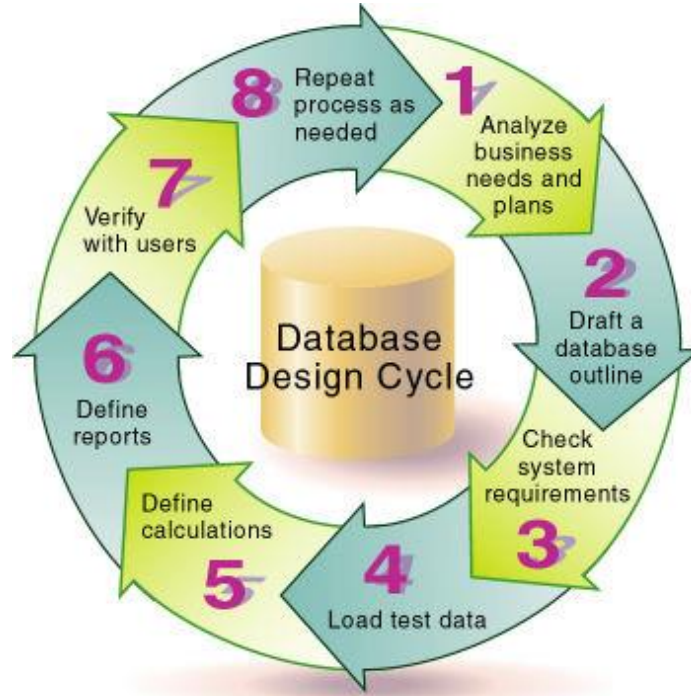 Database
Design Cycle
1
Analyze
business
needs and
plans
2
Draft a
database
outline
Check
system
requirements
3
4
Load test data
Define
calculations
5
6
Define
reports
7
Verify
with users
8
Repeat
process as
needed